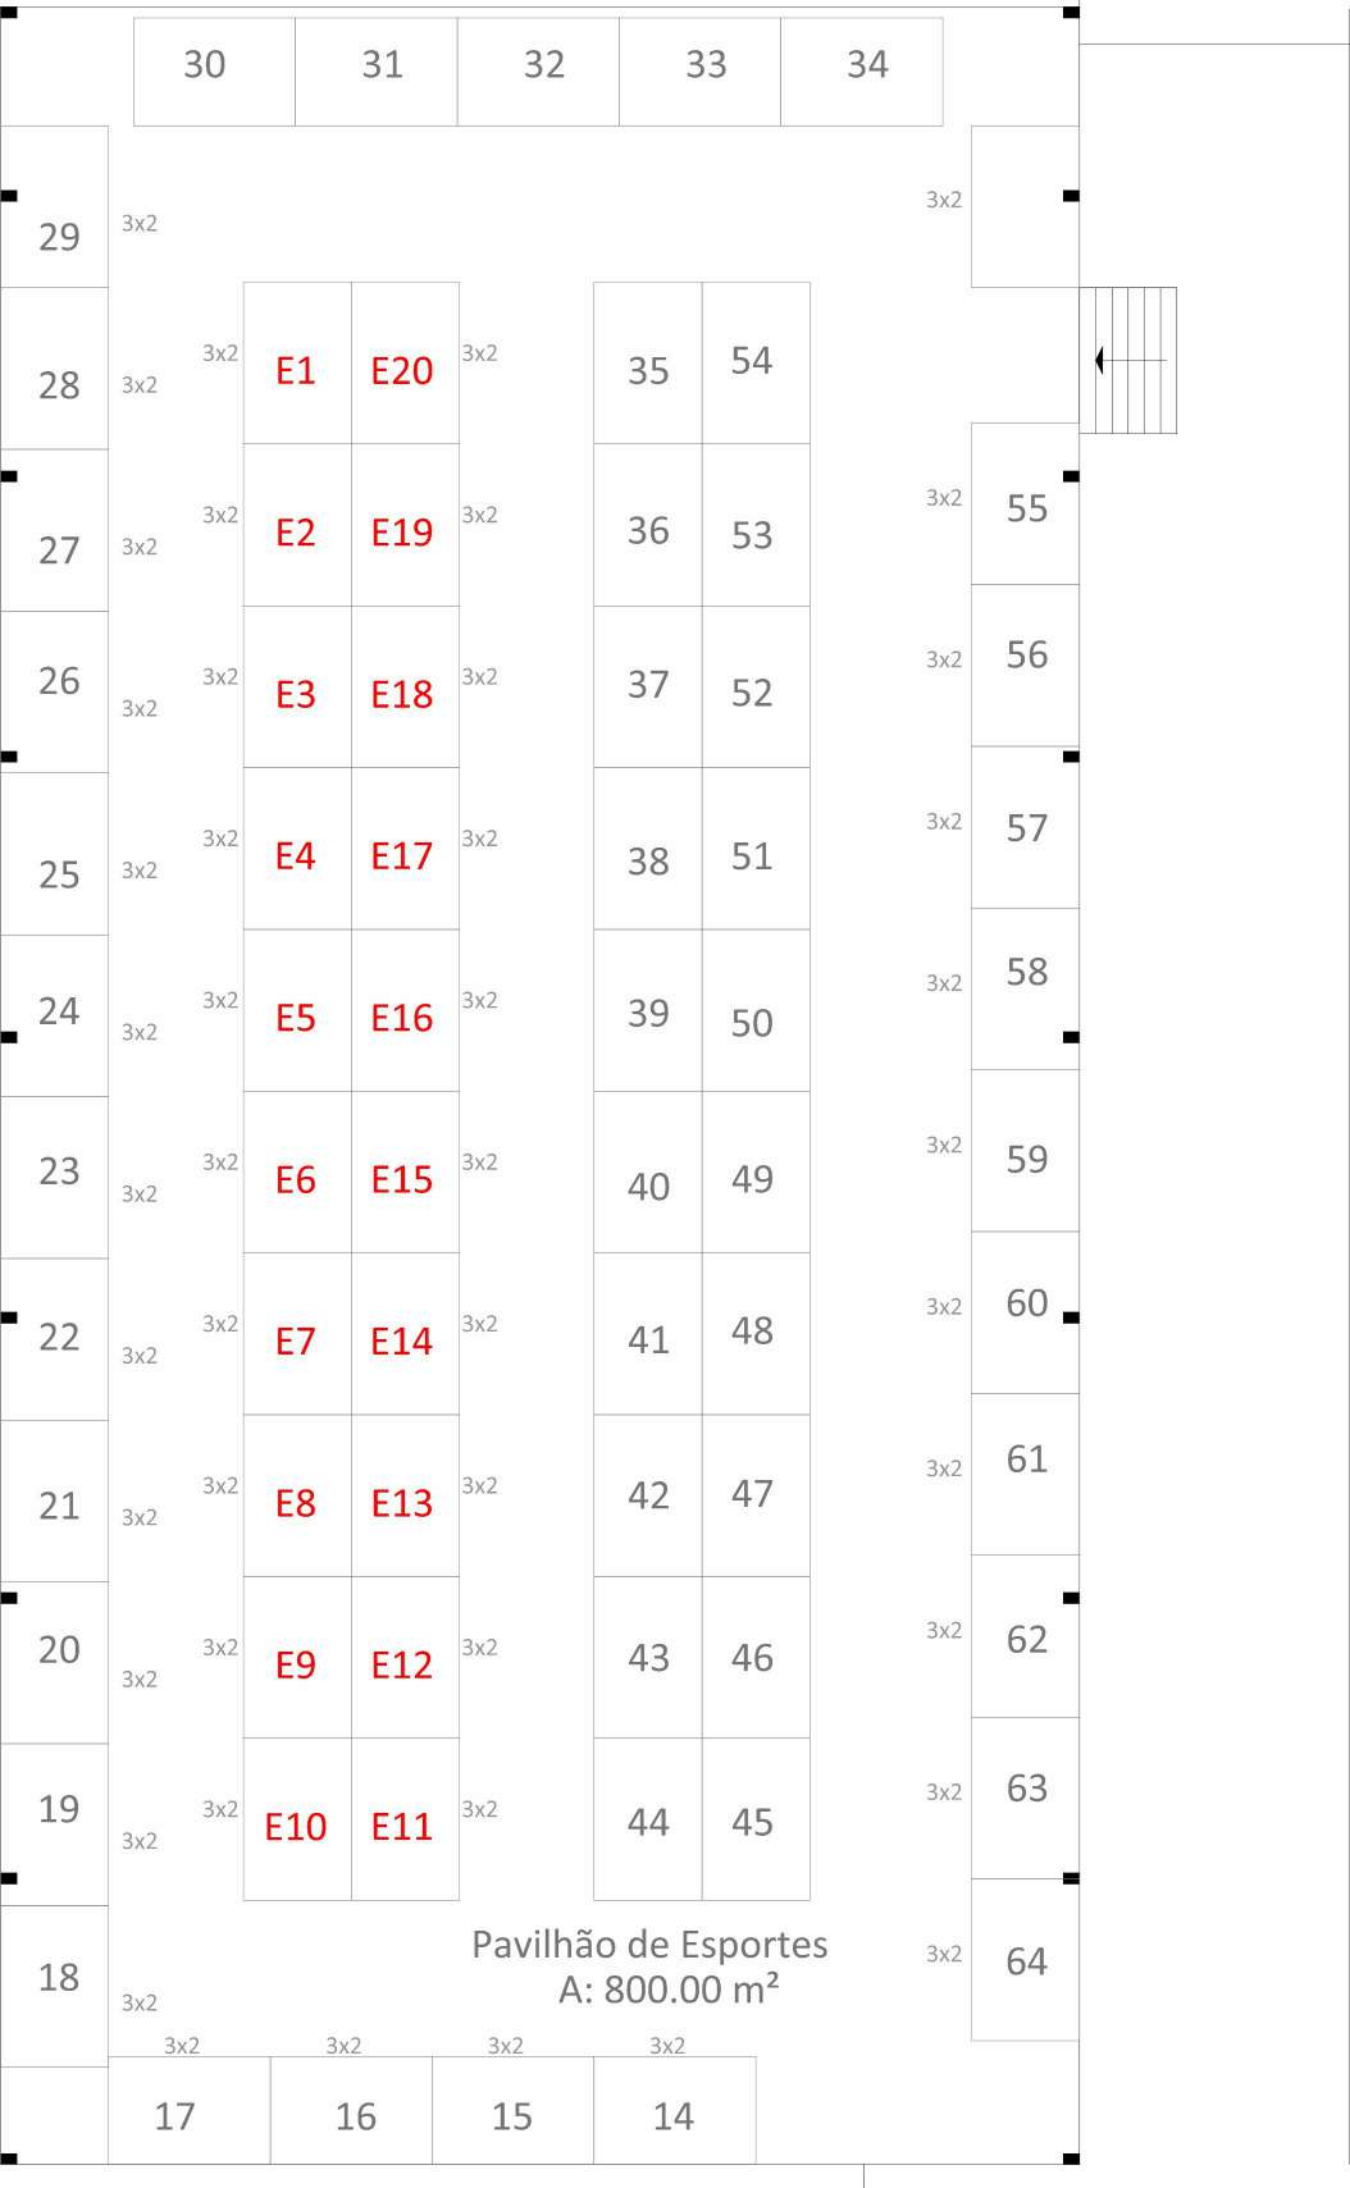 30 31 32 33 34
3x2
29 3x2
3x2 E1 E20 3x2 35 54
28 3x2
3x2 55
3x2 E2 E19 3x2 36 53
27 3x2
3x2 56
3x2 E3 E18 3x2 37 52
26 3x2
3x2 57
3x2 E4 E17 3x2 38 51
25 3x2
3x2 58
3x2 E5 E16 3x2 39 50
24 3x2
3x2 59
3x2 E6 E15 3x2 40 49
23 3x2
3x2 60
3x2 E7 E14 3x2 41 48
22 3x2
3x2 61
3x2 E8 E13 3x2 42 47
21 3x2
3x2 62
3x2 E9 E12 3x2 43 46
20 3x2
3x2 63
3x2 E10 E11 3x2 44 45
19 3x2
Pavilhão de Esportes
A: 800.00 m²
3x2 64
18 3x2
3x2 3x2 3x2 3x2
17 16 15 14